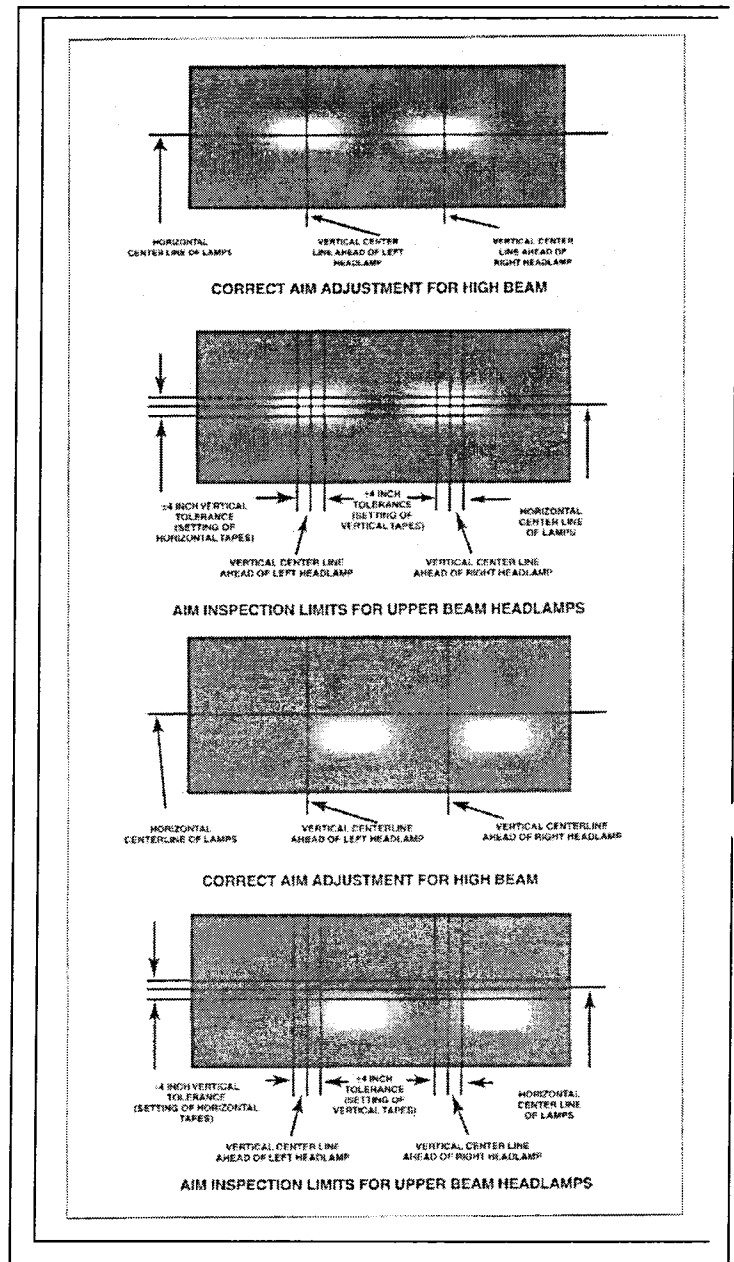 HORIZONTAL
CENTER LINE OF LAMPS
VERTICAL CENTER
LINE AHEAD OF LEFT
HEADLAMP
VERTICAL CENTER
LINE AHEAD OF
RIGHT HEADLAMP
CORRECT AIM ADJUSTMENT FOR HIGH BEAM
±4 INCH VERTICAL
TOLERANCE
(SETTING OF
HORIZONTAL TAPES)
±4 INCH
TOLERANCE
(SETTING OF
VERTICAL TAPES)
HORIZONTAL
CENTER LINE
OF LAMPS
VERTICAL CENTER LINE
AHEAD OF LEFT HEADLAMP
VERTICAL CENTER LINE
AHEAD OF RIGHT HEADLAMP
AIM INSPECTION LIMITS FOR UPPER BEAM HEADLAMPS
HORIZONTAL
CENTERLINE OF LAMPS
VERTICAL CENTERLINE
AHEAD OF LEFT HEADLAMP
VERTICAL CENTERLINE
AHEAD OF RIGHT HEADLAMP
CORRECT AIM ADJUSTMENT FOR HIGH BEAM
±4 INCH VERTICAL
TOLERANCE
(SETTING OF HORIZONTAL
TAPES)
±4 INCH
TOLERANCE
(SETTING OF
VERTICAL TAPES)
HORIZONTAL
CENTER LINE
OF LAMPS
VERTICAL CENTER LINE
AHEAD OF LEFT HEADLAMP
VERTICAL CENTER LINE
AHEAD OF RIGHT HEADLAMP
AIM INSPECTION LIMITS FOR UPPER BEAM HEADLAMPS